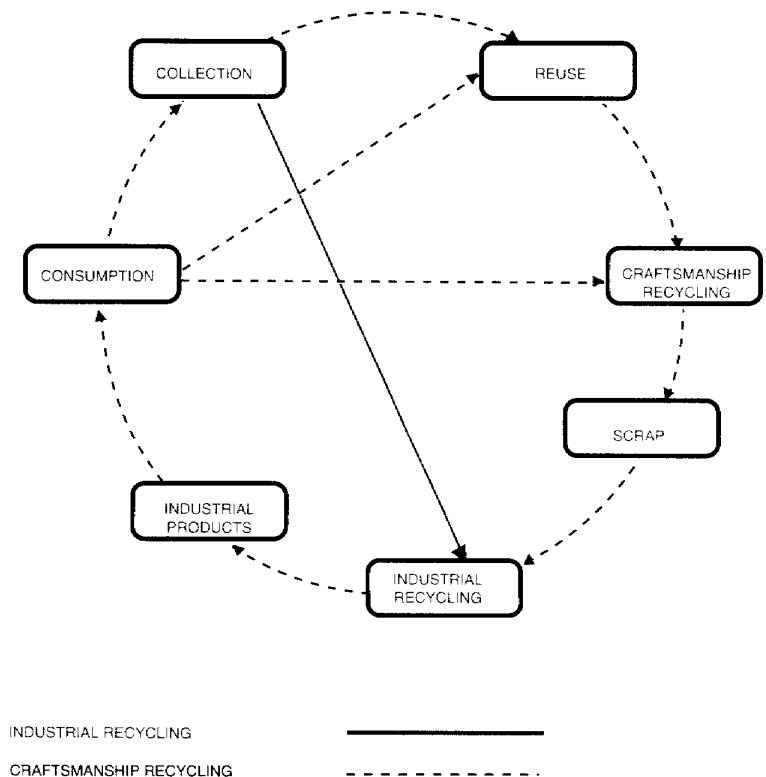 COLLECTION
REUSE
CONSUMPTION
CRAFTSMANSHIP
RECYCLING
SCRAP
INDUSTRIAL
PRODUCTS
INDUSTRIAL
RECYCLING
INDUSTRIAL RECYCLING
CRAFTSMANSHIP RECYCLING